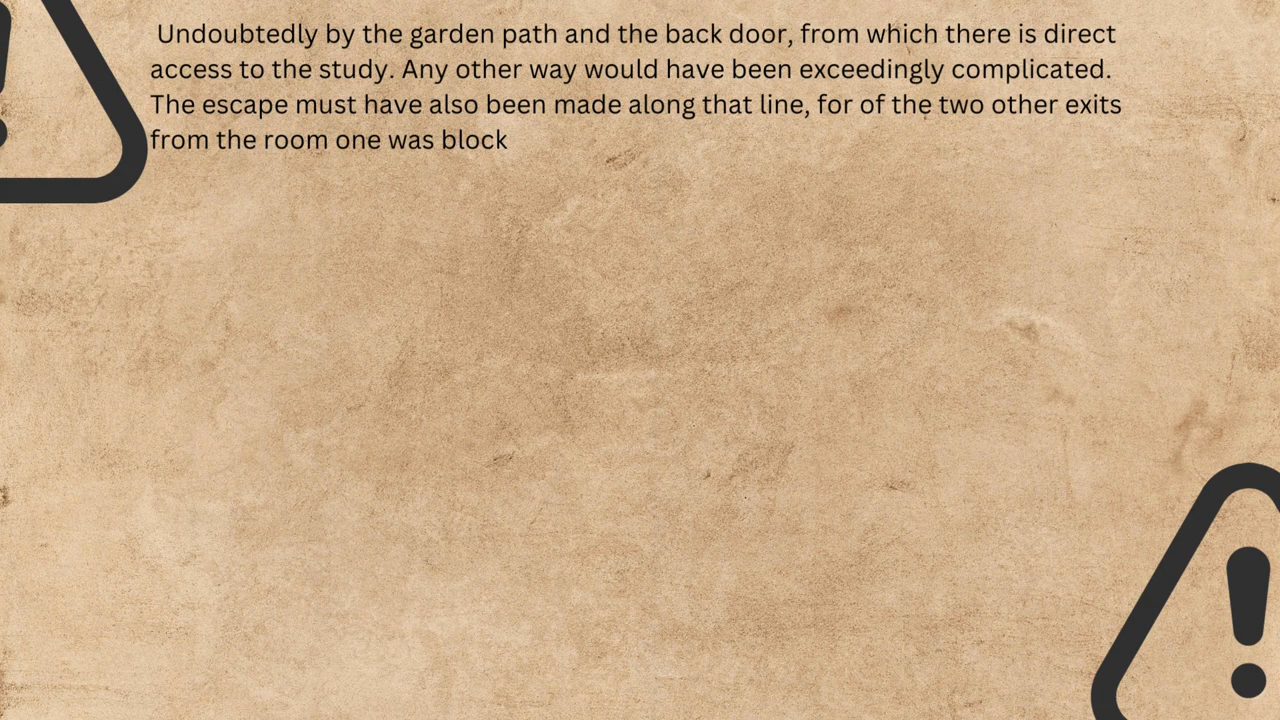 Undoubtedly by the garden path and the back door, from which there is direct
access to the study. Any other way would have been exceedingly complicated.
The escape must have also been made along that line, for of the two other exits
from the room one was block